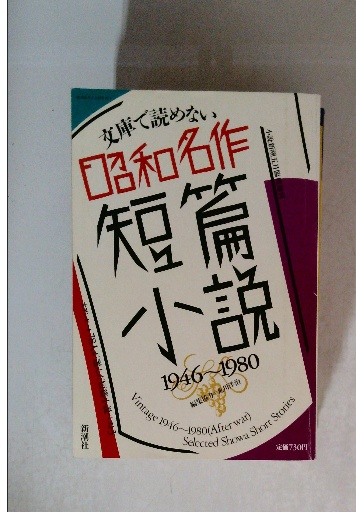 文庫で読めない
昭和名作
短篇
小説
1946〜1980
Vintage 1946〜1980(After war)
Selected Showa Short Stories
新潮社
定価730円